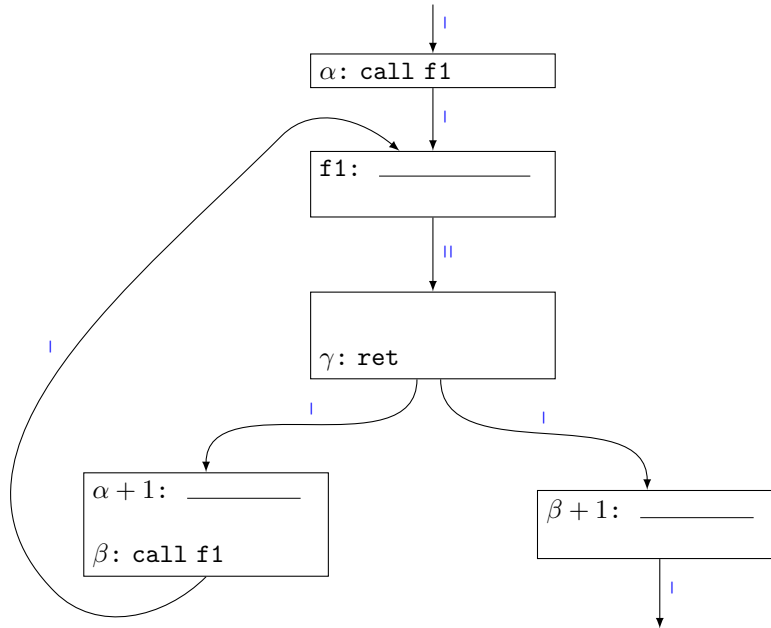 I
α: call f1
I
f1:
II
I
γ: ret
I
I
α + 1:
β + 1:
β: call f1
I